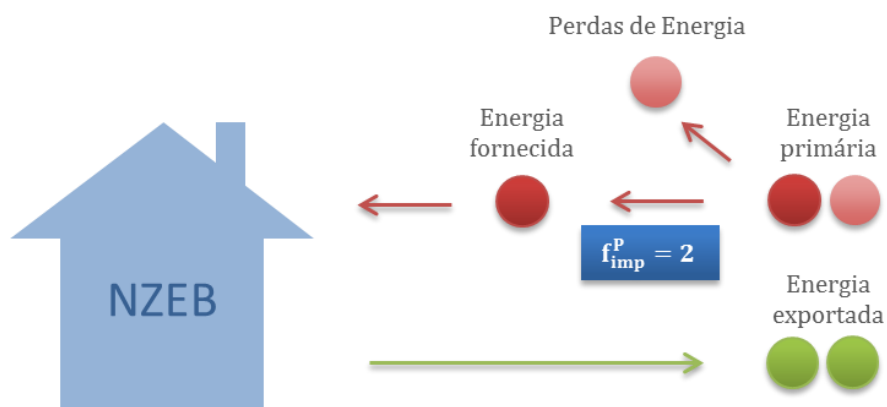 Perdas de Energia
Energia
fornecida
Energia
primária
f^P_imp = 2
NZEB
Energia
exportada